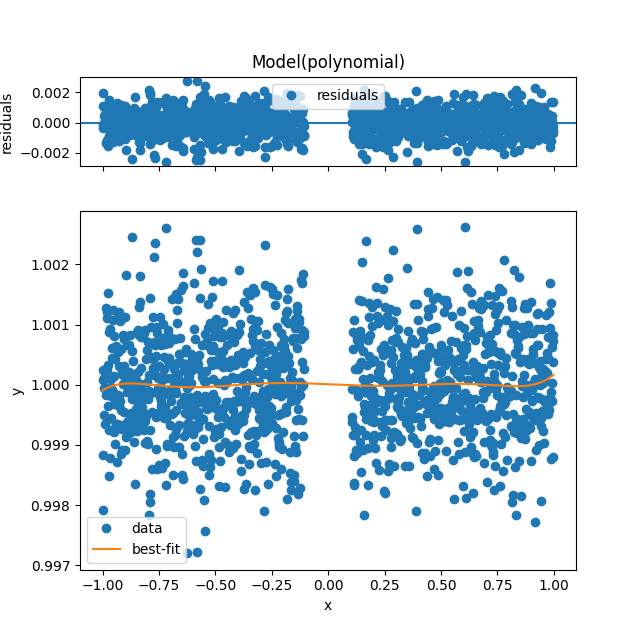 Model(polynomial)
residuals
0.002
0.000
−0.002
residuals
y
1.002
1.001
1.000
0.999
0.998
0.997
data
best-fit
−1.00 −0.75 −0.50 −0.25 0.00 0.25 0.50 0.75 1.00
x